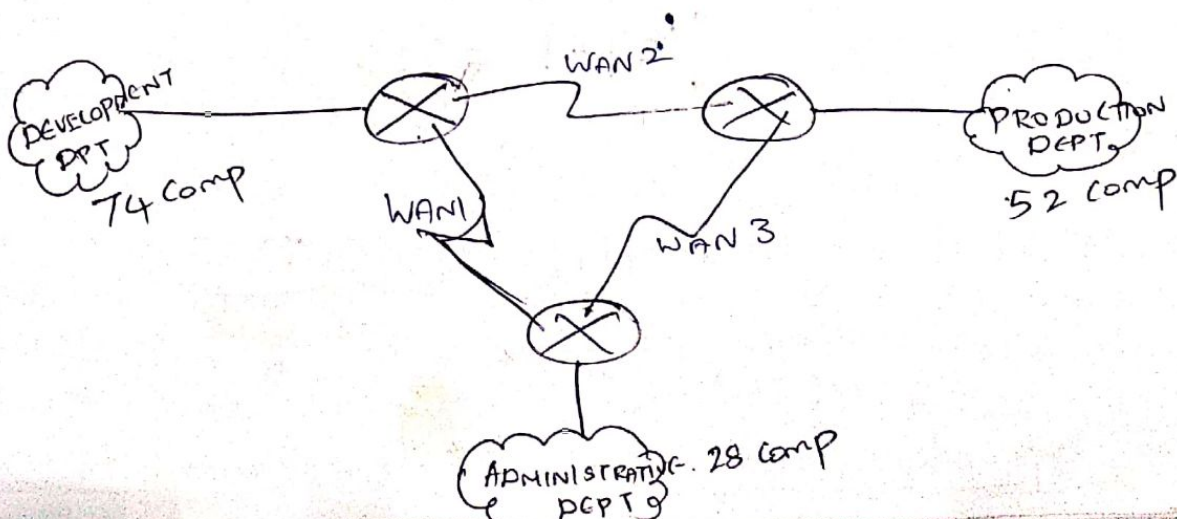 WAN 2
DEVELOPMENT
DPT
74 Comp
PRODUCTION
DEPT
52 Comp
WAN1
WAN 3
ADMINISTRATIVE
DEPT
28 Comp